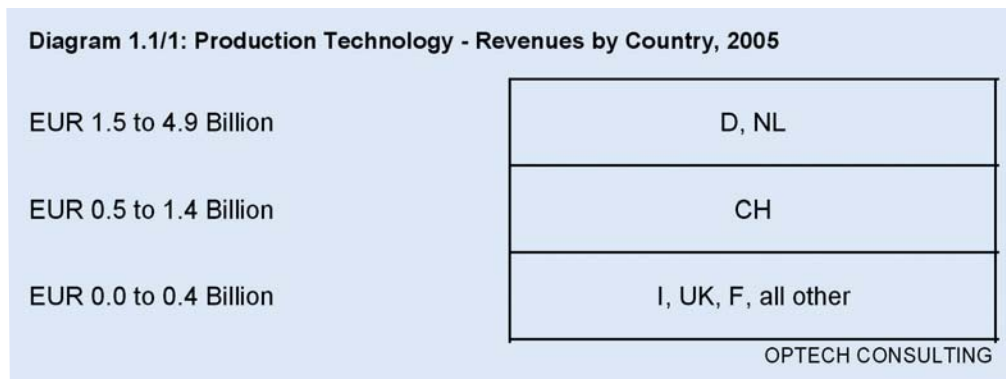 Diagram 1.1/1: Production Technology - Revenues by Country, 2005
EUR 1.5 to 4.9 Billion D, NL
EUR 0.5 to 1.4 Billion CH
EUR 0.0 to 0.4 Billion I, UK, F, all other
OPTECH CONSULTING